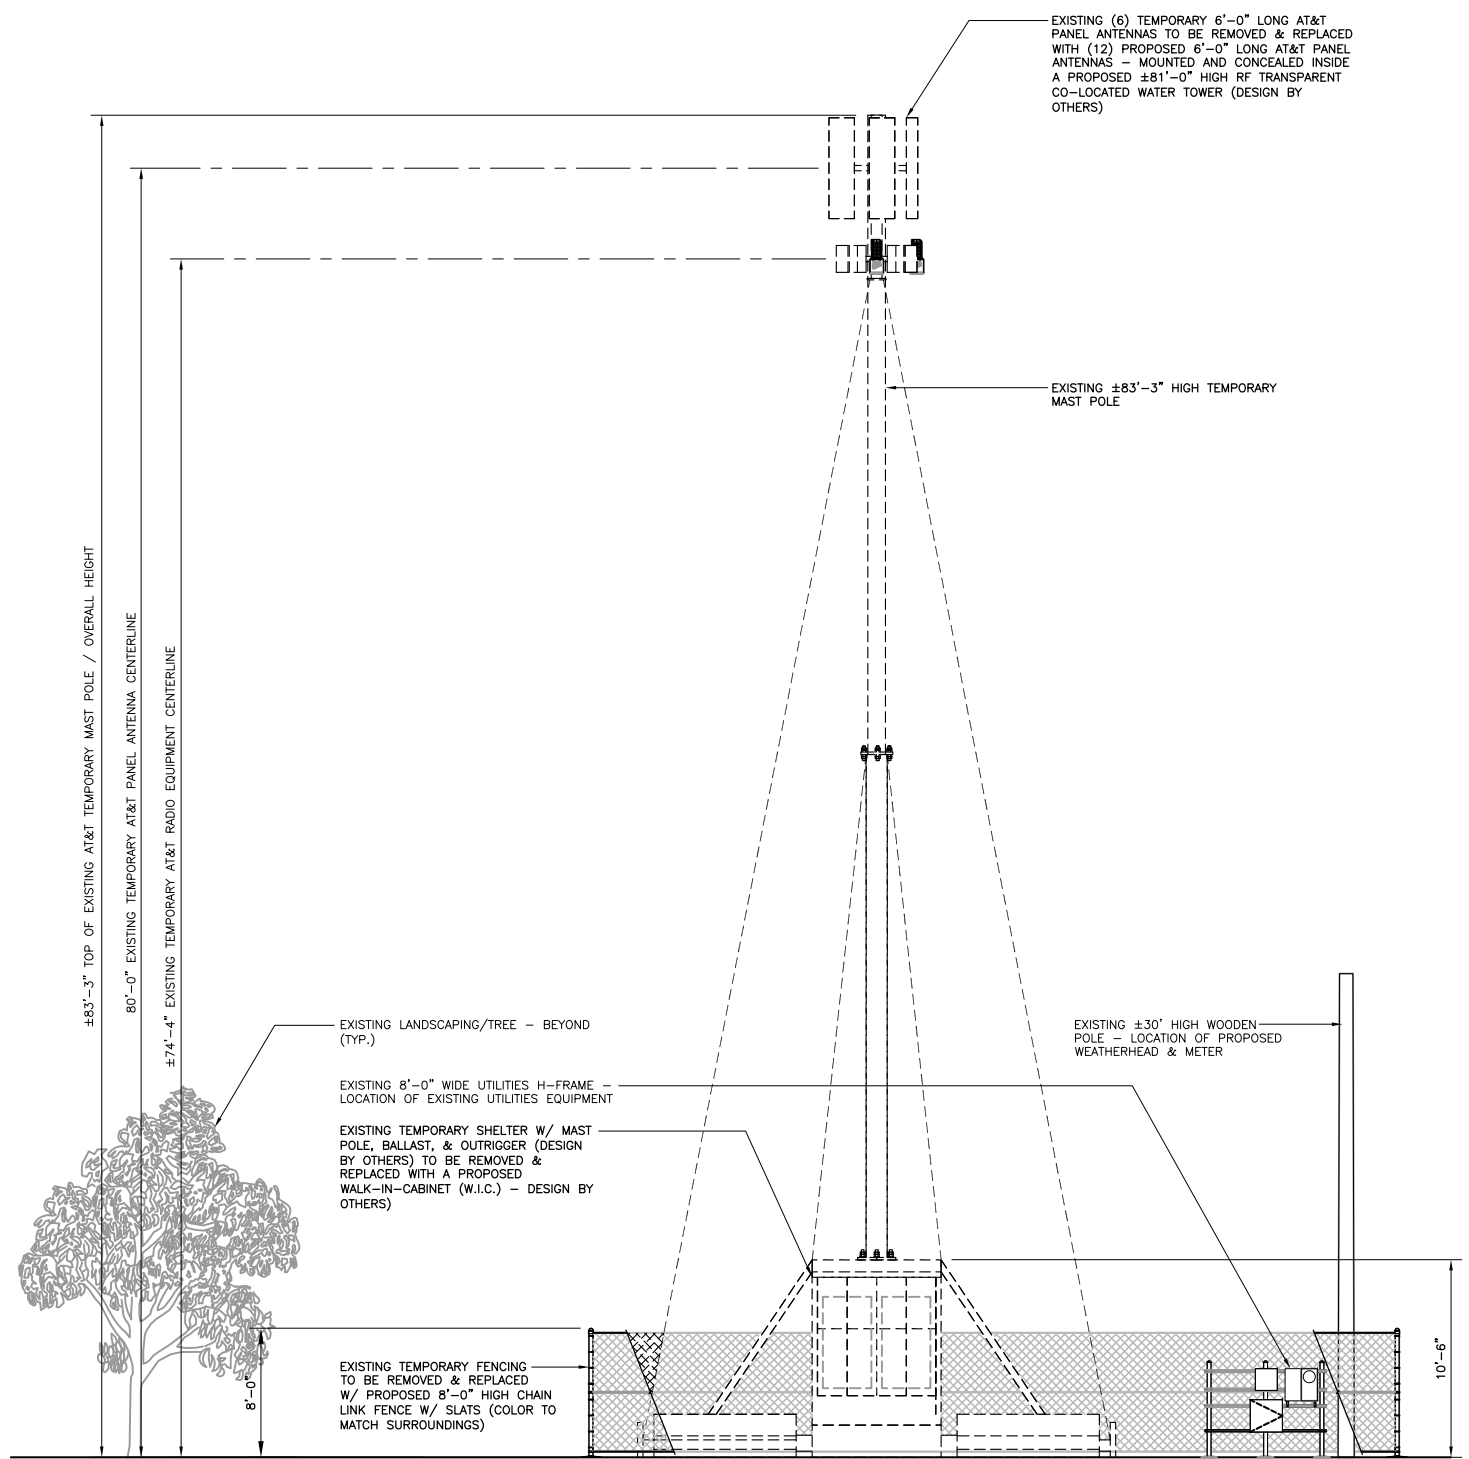 EXISTING (6) TEMPORARY 6'-0" LONG AT&T
PANEL ANTENNAS TO BE REMOVED & REPLACED
WITH (12) PROPOSED 6'-0" LONG AT&T PANEL
ANTENNAS - MOUNTED AND CONCEALED INSIDE
A PROPOSED ±81'-0" HIGH RF TRANSPARENT
CO-LOCATED WATER TOWER (DESIGN BY
OTHERS)
EXISTING ±83'-3" HIGH TEMPORARY
MAST POLE
±83'-3" TOP OF EXISTING AT&T TEMPORARY MAST POLE / OVERALL HEIGHT
80'-0" EXISTING TEMPORARY AT&T PANEL ANTENNA CENTERLINE
±74'-4" EXISTING TEMPORARY AT&T RADIO EQUIPMENT CENTERLINE
EXISTING LANDSCAPING/TREE - BEYOND
(TYP.)
EXISTING ±30' HIGH WOODEN
POLE - LOCATION OF PROPOSED
WEATHERHEAD & METER
EXISTING 8'-0" WIDE UTILITIES H-FRAME -
LOCATION OF EXISTING UTILITIES EQUIPMENT
EXISTING TEMPORARY SHELTER W/ MAST
POLE, BALLAST, & OUTRIGGER (DESIGN
BY OTHERS) TO BE REMOVED &
REPLACED WITH A PROPOSED
WALK-IN-CABINET (W.I.C.) - DESIGN BY
OTHERS)
EXISTING TEMPORARY FENCING
TO BE REMOVED & REPLACED
W/ PROPOSED 8'-0" HIGH CHAIN
LINK FENCE W/ SLATS (COLOR TO
MATCH SURROUNDINGS)
8'-0"
10'-6"